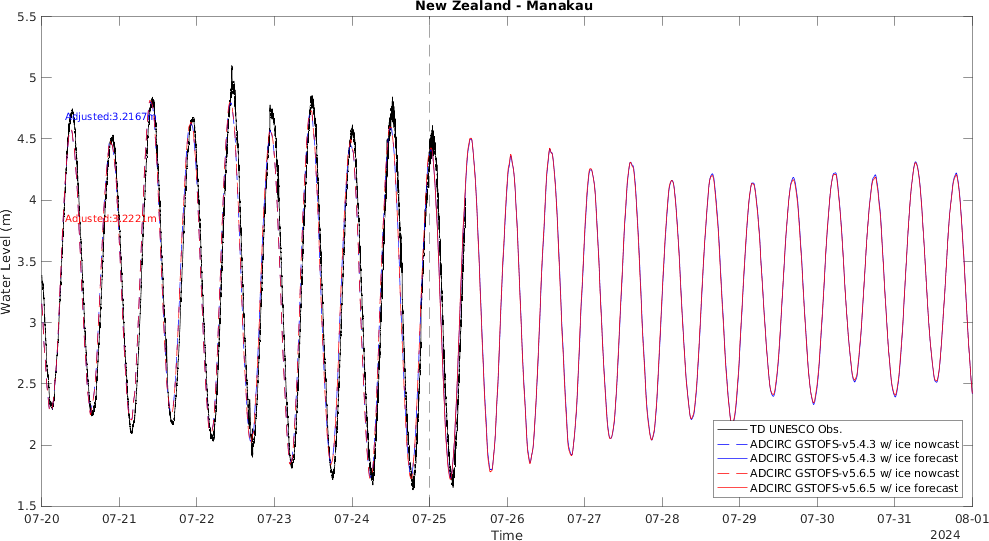 New Zealand - Manakau
5.5
5
4.5
4
3.5
3
2.5
2
1.5
Water Level (m)
Adjusted:3.2167m
Adjusted:3.2221m
TD UNESCO Obs.
ADCIRC GSTOFS-v5.4.3 w/ ice nowcast
ADCIRC GSTOFS-v5.4.3 w/ ice forecast
ADCIRC GSTOFS-v5.6.5 w/ ice nowcast
ADCIRC GSTOFS-v5.6.5 w/ ice forecast
07-20 07-21 07-22 07-23 07-24 07-25 07-26 07-27 07-28 07-29 07-30 07-31 08-01
Time
2024